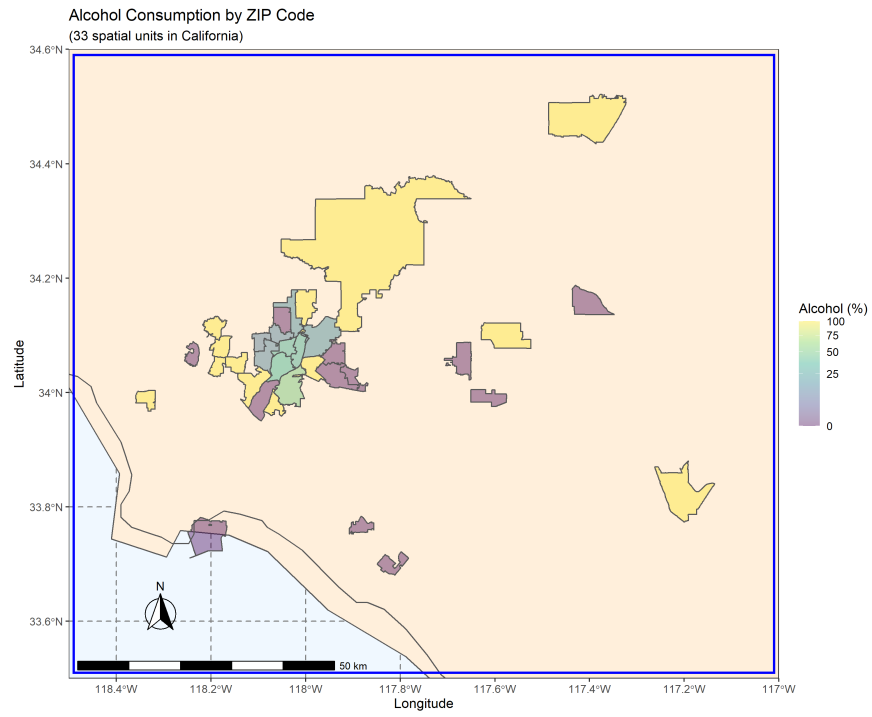 Alcohol Consumption by ZIP Code
(33 spatial units in California)
34.6°N
34.4°N
34.2°N
34°N
33.8°N
33.6°N
Latitude
N
50 km
118.4°W
118.2°W
118°W
117.8°W
117.6°W
117.4°W
117.2°W
117°W
Longitude
Alcohol (%)
100
75
50
25
0